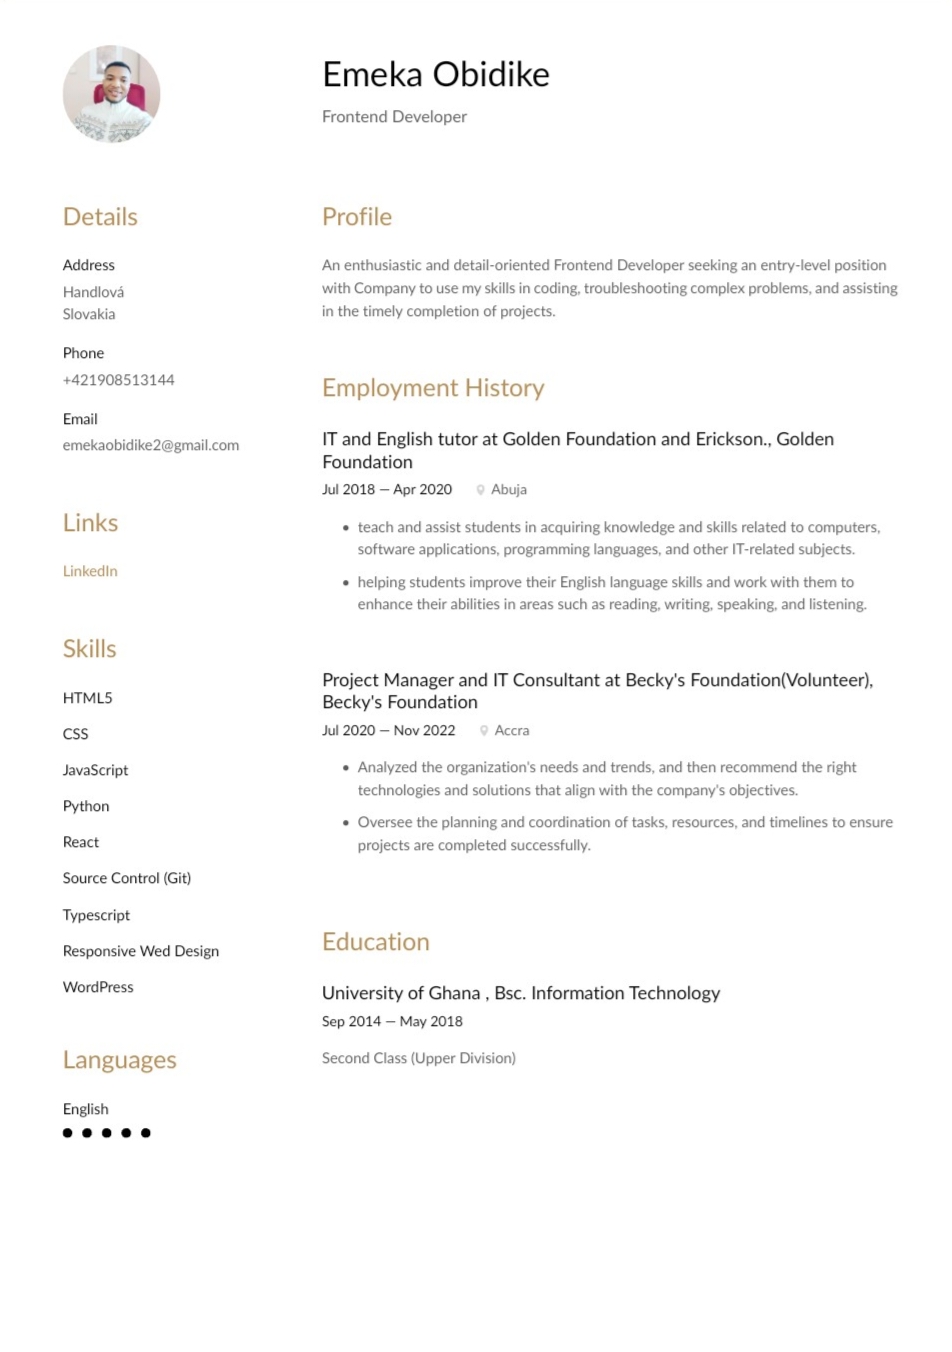 Emeka Obidike
Frontend Developer
Details
Address
Handlová
Slovakia
Phone
+421908513144
Email
emekaobidike2@gmail.com
Links
LinkedIn
Skills
HTML5
CSS
JavaScript
Python
React
Source Control (Git)
Typescript
Responsive Wed Design
WordPress
Languages
English
Profile
An enthusiastic and detail-oriented Frontend Developer seeking an entry-level position
with Company to use my skills in coding, troubleshooting complex problems, and assisting
in the timely completion of projects.
Employment History
IT and English tutor at Golden Foundation and Erickson., Golden
Foundation
Jul 2018 — Apr 2020 Abuja
• teach and assist students in acquiring knowledge and skills related to computers,
software applications, programming languages, and other IT-related subjects.
• helping students improve their English language skills and work with them to
enhance their abilities in areas such as reading, writing, speaking, and listening.
Project Manager and IT Consultant at Becky's Foundation(Volunteer),
Becky's Foundation
Jul 2020 — Nov 2022 Accra
• Analyzed the organization's needs and trends, and then recommend the right
technologies and solutions that align with the company's objectives.
• Oversee the planning and coordination of tasks, resources, and timelines to ensure
projects are completed successfully.
Education
University of Ghana , Bsc. Information Technology
Sep 2014 — May 2018
Second Class (Upper Division)